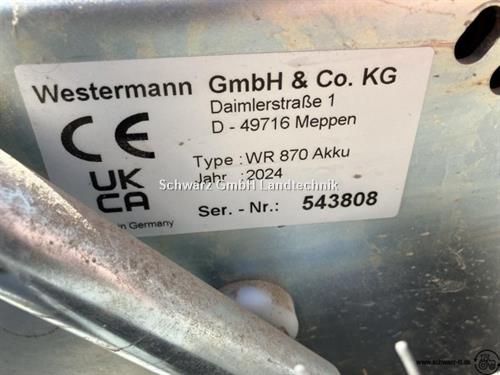 Westermann GmbH & Co. KG
Daimlerstraße 1
D - 49716 Meppen
CE
Type : WR 870 Akku
Jahr : 2024
UK
CA
Schwarz GmbH Landtechnik
Ser. - Nr.: 543808
in Germany
www.schwarz-lt.de